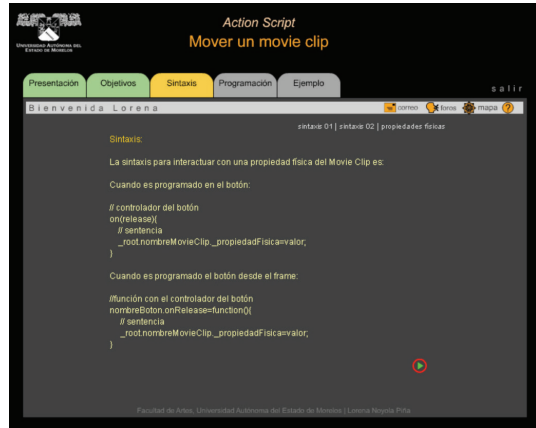 Action Script
Mover un movie clip
UNIVERSIDAD AUTÓNOMA DEL
ESTADO DE MORELOS
Presentación Objetivos Sintaxis Programación Ejemplo
salir
Bienvenida Lorena
correo foros mapa ?
sintaxis 01 | sintaxis 02 | propiedades físicas
Sintaxis:
La sintaxis para interactuar con una propiedad física del Movie Clip es:
Cuando es programado en el botón:
// controlador del botón
on(release){
// sentencia
_root.nombreMovieClip._propiedadFisica=valor;
}
Cuando es programado el botón desde el frame:
//función con el controlador del botón
nombreBoton.onRelease=function(){
// sentencia
_root.nombreMovieClip._propiedadFisica=valor;
}
Facultad de Artes, Universidad Autónoma del Estado de Morelos | Lorena Noyola Piña